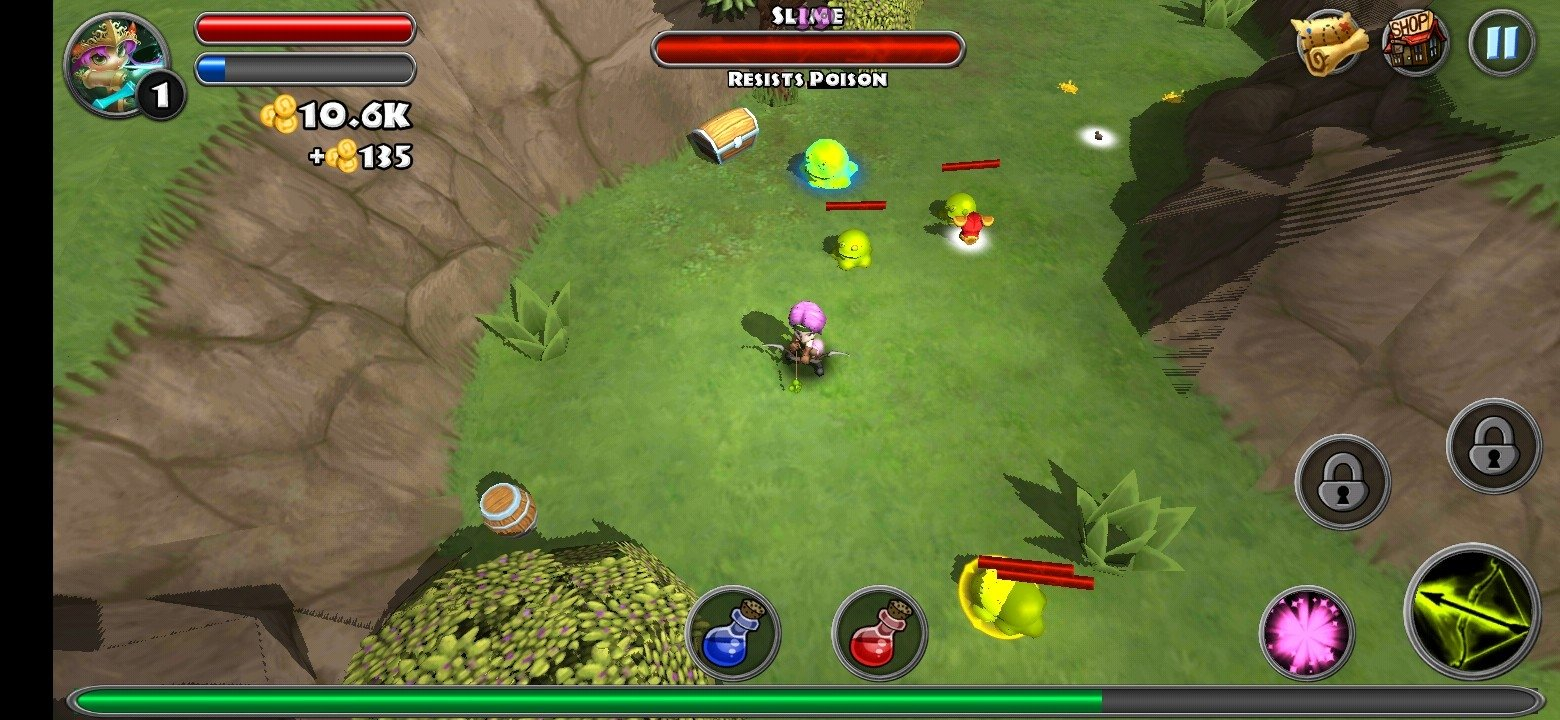 SLIME
RESISTS POISON
SHOP
1
10.6K
+135